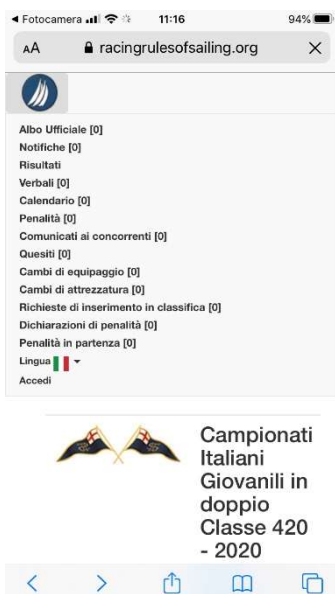 ◄ Fotocamera 11:16 94%
AA racingrulesofsailing.org
Albo Ufficiale [0]
Notifiche [0]
Risultati
Verbali [0]
Calendario [0]
Penalità [0]
Comunicati ai concorrenti [0]
Quesiti [0]
Cambi di equipaggio [0]
Cambi di attrezzatura [0]
Richieste di inserimento in classifica [0]
Dichiarazioni di penalità [0]
Penalità in partenza [0]
Lingua
Accedi
Campionati
Italiani
Giovanili in
doppio
Classe 420
- 2020